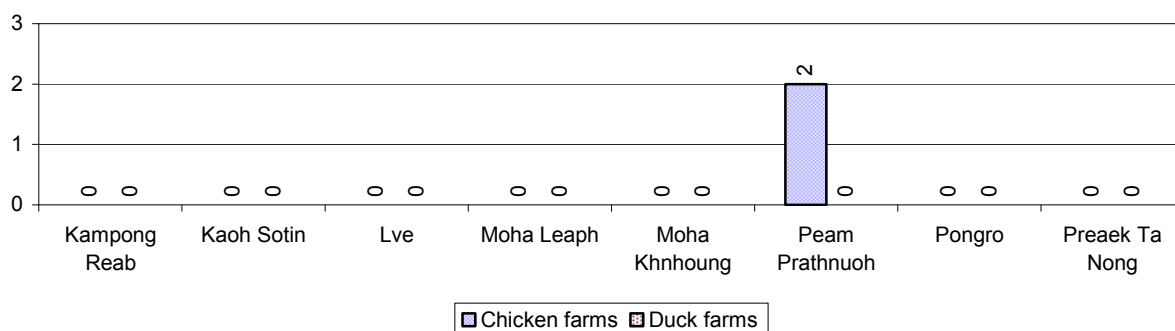 3
2
1
0
0 0 0 0 0 0 0 0 0 0 2 0 0 0 0 0
Kampong Reab
Kaoh Sotin
Lve
Moha Leaph
Moha Khnhoung
Peam Prathnuoh
Pongro
Preaek Ta Nong
Chicken farms Duck farms